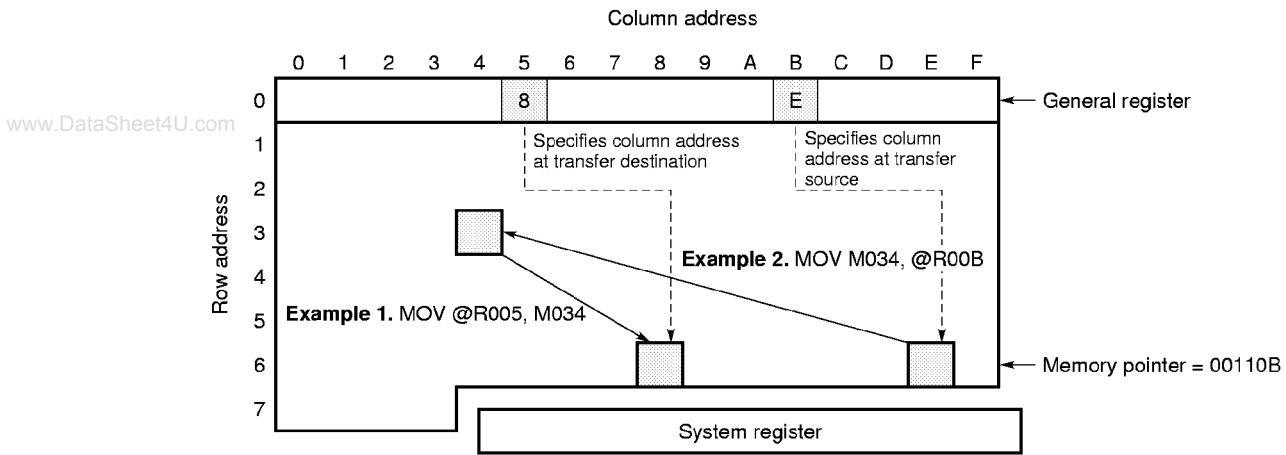 Column address
0 1 2 3 4 5 6 7 8 9 A B C D E F
0 8 E General register
www.DataSheet4U.com
1
Specifies column address
at transfer destination
Specifies column
address at transfer
source
2
Row address
3
Example 2. MOV M034, @R00B
4
Example 1. MOV @R005, M034
5
6 Memory pointer = 00110B
7
System register